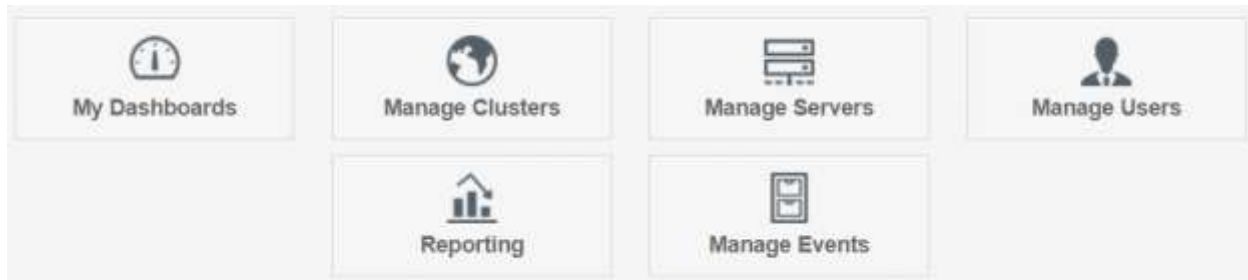 My Dashboards
Manage Clusters
Manage Servers
Manage Users
Reporting
Manage Events